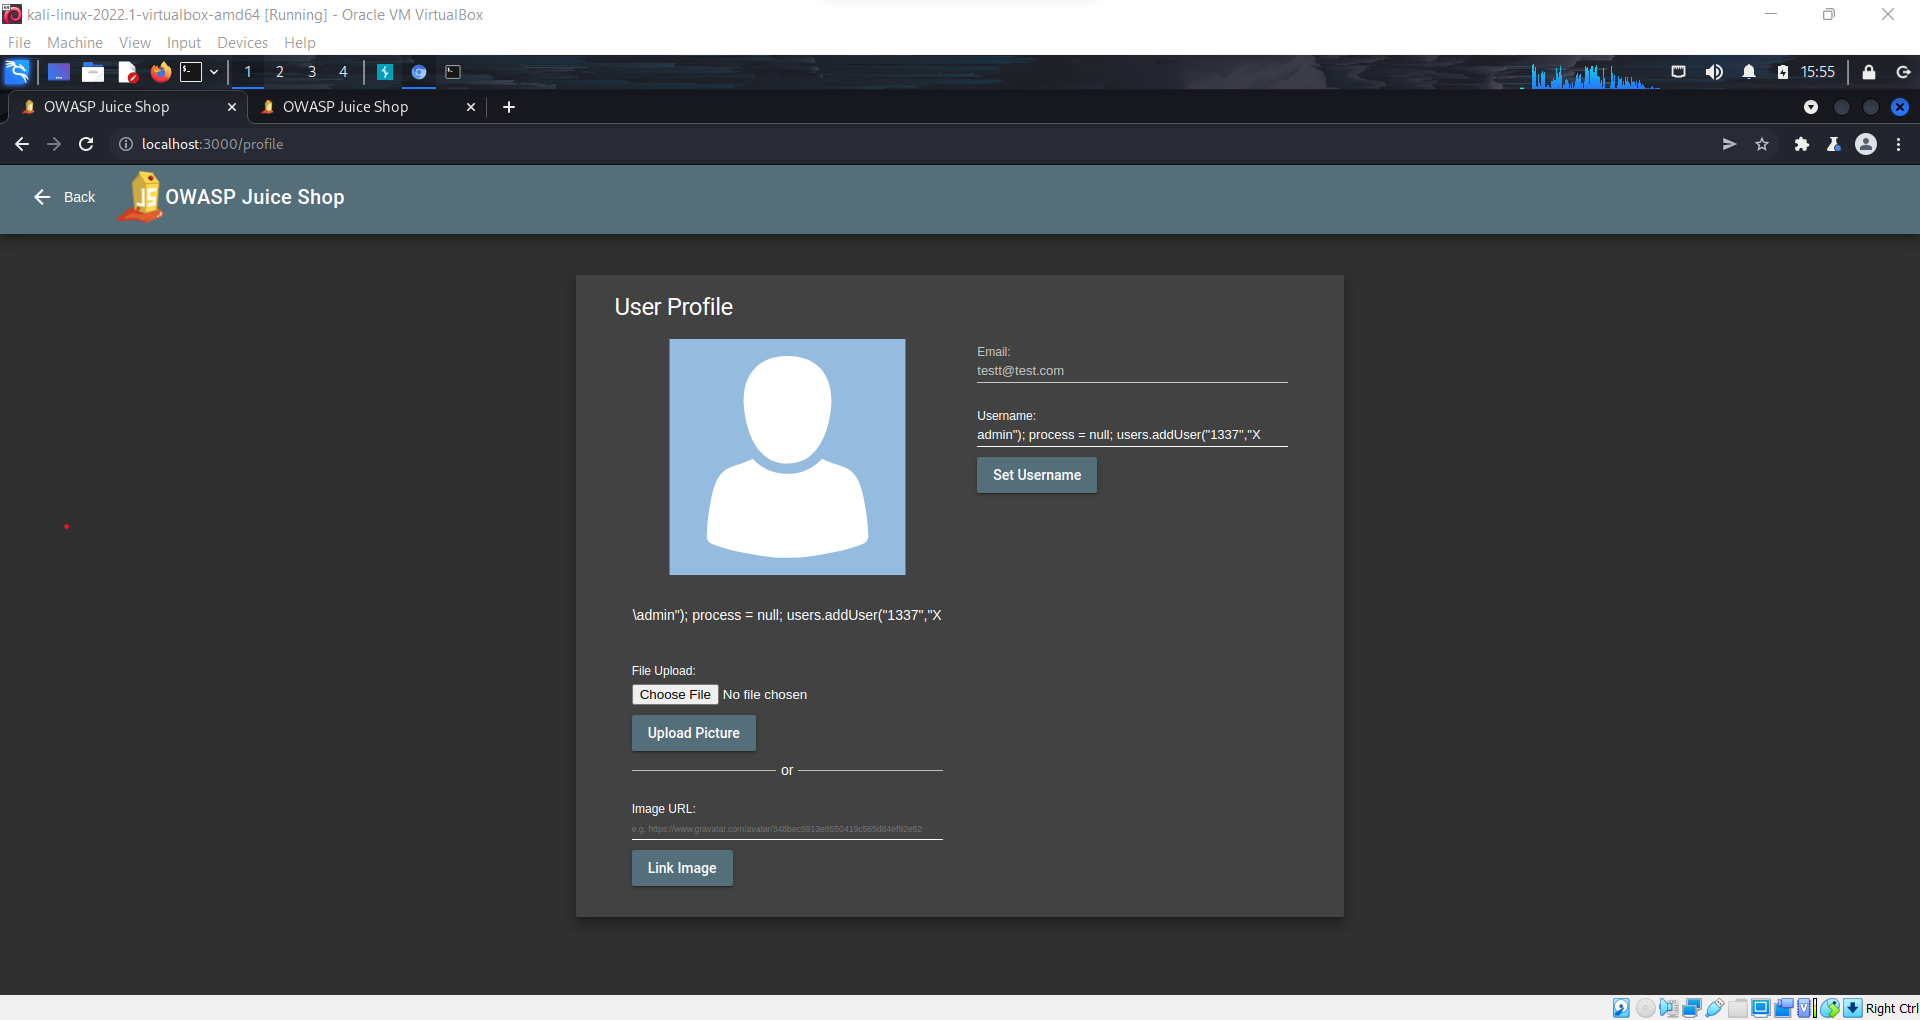 kali-linux-2022.1-virtualbox-amd64 [Running] - Oracle VM VirtualBox
File Machine View Input Devices Help
1 2 3 4 15:55
OWASP Juice Shop OWASP Juice Shop
localhost:3000/profile
Back OWASP Juice Shop
User Profile
Email:
testt@test.com
Username:
admin"); process = null; users.addUser("1337","X
Set Username
\admin"); process = null; users.addUser("1337","X
File Upload:
Choose File No file chosen
Upload Picture
or
Image URL:
e.g. https://www.gravatar.com/avatar/348bec5913e8550419c565d84ef92e52
Link Image
Right Ctrl